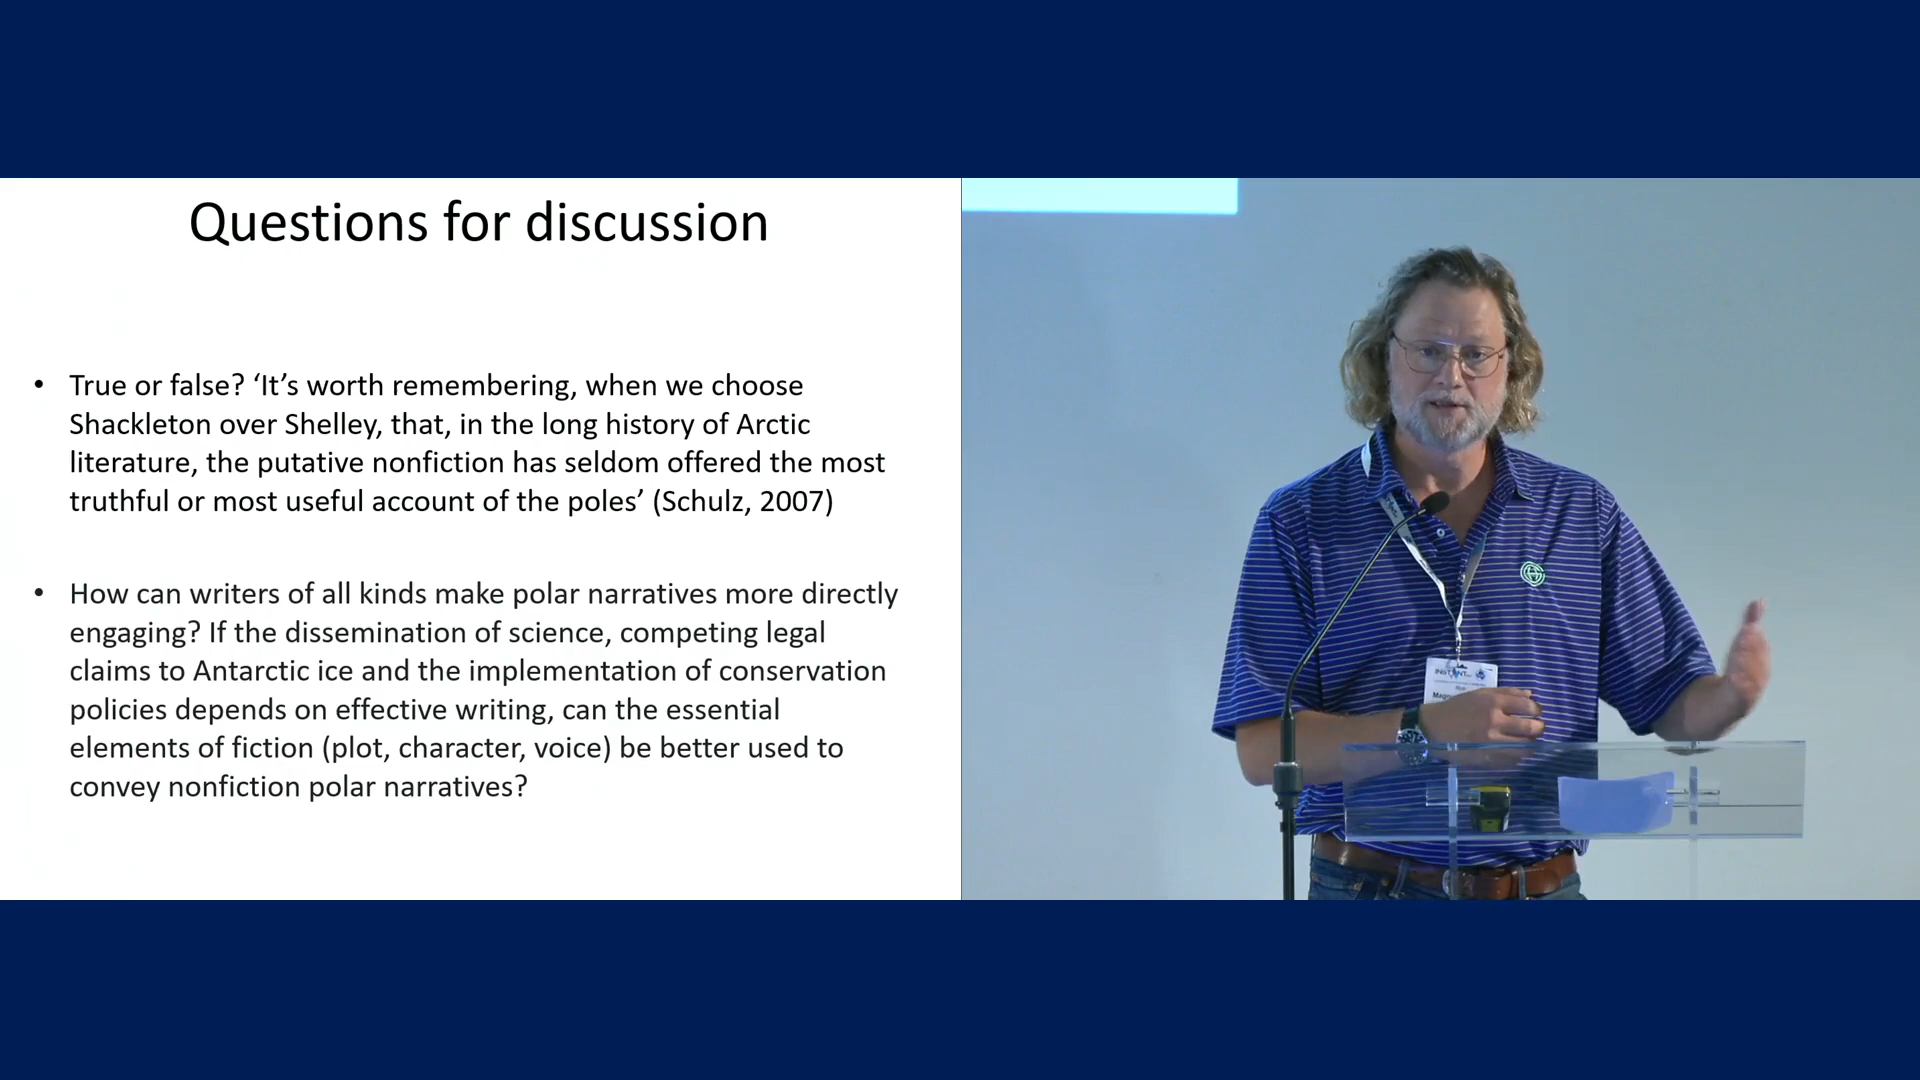 Questions for discussion
• True or false? ‘It’s worth remembering, when we choose
Shackleton over Shelley, that, in the long history of Arctic
literature, the putative nonfiction has seldom offered the most
truthful or most useful account of the poles’ (Schulz, 2007)
• How can writers of all kinds make polar narratives more directly
engaging? If the dissemination of science, competing legal
claims to Antarctic ice and the implementation of conservation
policies depends on effective writing, can the essential
elements of fiction (plot, character, voice) be better used to
convey nonfiction polar narratives?